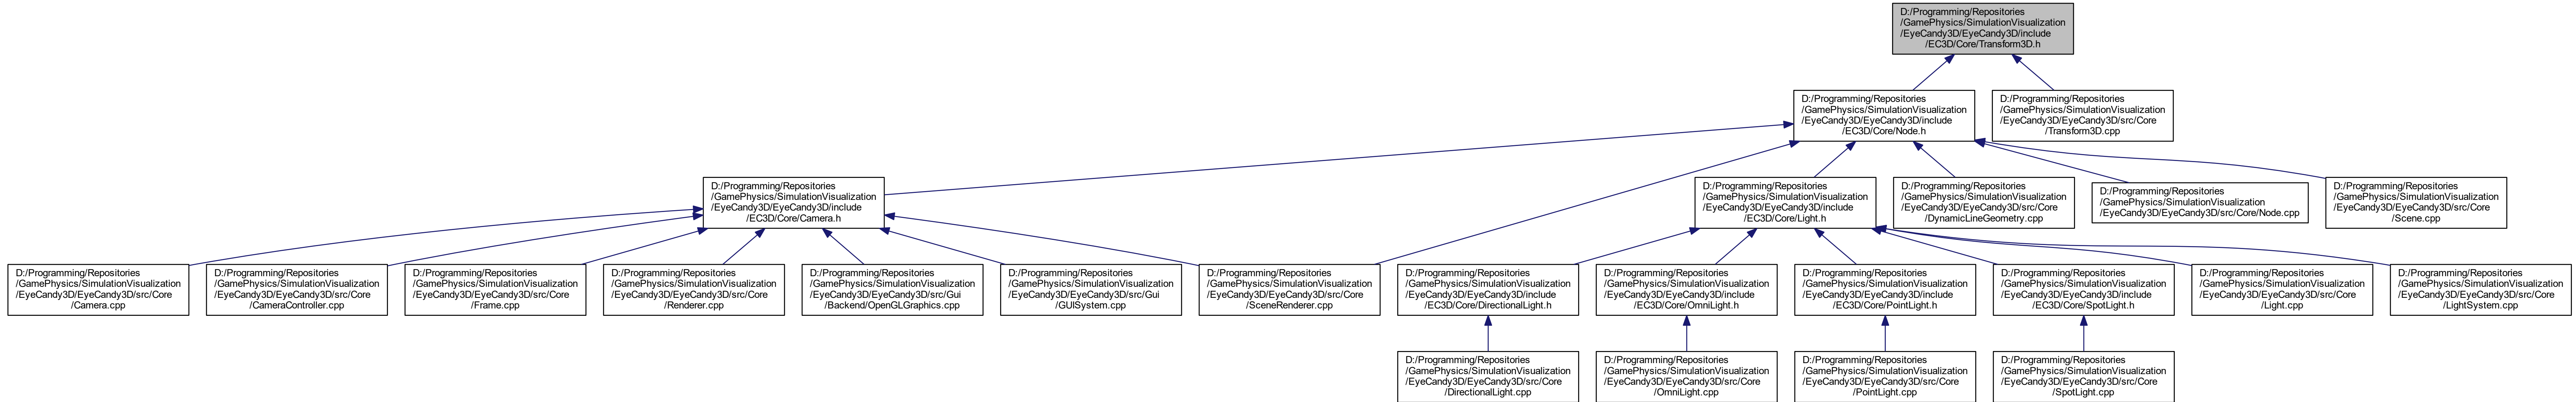 D:/Programming/Repositories
/GamePhysics/SimulationVisualization
/EyeCandy3D/EyeCandy3D/include
/EC3D/Core/Transform3D.h
D:/Programming/Repositories
/GamePhysics/SimulationVisualization
/EyeCandy3D/EyeCandy3D/include
/EC3D/Core/Node.h
D:/Programming/Repositories
/GamePhysics/SimulationVisualization
/EyeCandy3D/EyeCandy3D/src/Core
/Transform3D.cpp
D:/Programming/Repositories
/GamePhysics/SimulationVisualization
/EyeCandy3D/EyeCandy3D/include
/EC3D/Core/Camera.h
D:/Programming/Repositories
/GamePhysics/SimulationVisualization
/EyeCandy3D/EyeCandy3D/include
/EC3D/Core/Light.h
D:/Programming/Repositories
/GamePhysics/SimulationVisualization
/EyeCandy3D/EyeCandy3D/src/Core
/DynamicLineGeometry.cpp
D:/Programming/Repositories
/GamePhysics/SimulationVisualization
/EyeCandy3D/EyeCandy3D/src/Core/Node.cpp
D:/Programming/Repositories
/GamePhysics/SimulationVisualization
/EyeCandy3D/EyeCandy3D/src/Core
/Scene.cpp
D:/Programming/Repositories
/GamePhysics/SimulationVisualization
/EyeCandy3D/EyeCandy3D/src/Core
/Camera.cpp
D:/Programming/Repositories
/GamePhysics/SimulationVisualization
/EyeCandy3D/EyeCandy3D/src/Core
/CameraController.cpp
D:/Programming/Repositories
/GamePhysics/SimulationVisualization
/EyeCandy3D/EyeCandy3D/src/Core
/Frame.cpp
D:/Programming/Repositories
/GamePhysics/SimulationVisualization
/EyeCandy3D/EyeCandy3D/src/Core
/Renderer.cpp
D:/Programming/Repositories
/GamePhysics/SimulationVisualization
/EyeCandy3D/EyeCandy3D/src/Gui
/Backend/OpenGLGraphics.cpp
D:/Programming/Repositories
/GamePhysics/SimulationVisualization
/EyeCandy3D/EyeCandy3D/src/Gui
/GUISystem.cpp
D:/Programming/Repositories
/GamePhysics/SimulationVisualization
/EyeCandy3D/EyeCandy3D/src/Core
/SceneRenderer.cpp
D:/Programming/Repositories
/GamePhysics/SimulationVisualization
/EyeCandy3D/EyeCandy3D/include
/EC3D/Core/DirectionalLight.h
D:/Programming/Repositories
/GamePhysics/SimulationVisualization
/EyeCandy3D/EyeCandy3D/include
/EC3D/Core/OmniLight.h
D:/Programming/Repositories
/GamePhysics/SimulationVisualization
/EyeCandy3D/EyeCandy3D/include
/EC3D/Core/PointLight.h
D:/Programming/Repositories
/GamePhysics/SimulationVisualization
/EyeCandy3D/EyeCandy3D/include
/EC3D/Core/SpotLight.h
D:/Programming/Repositories
/GamePhysics/SimulationVisualization
/EyeCandy3D/EyeCandy3D/src/Core
/Light.cpp
D:/Programming/Repositories
/GamePhysics/SimulationVisualization
/EyeCandy3D/EyeCandy3D/src/Core
/LightSystem.cpp
D:/Programming/Repositories
/GamePhysics/SimulationVisualization
/EyeCandy3D/EyeCandy3D/src/Core
/DirectionalLight.cpp
D:/Programming/Repositories
/GamePhysics/SimulationVisualization
/EyeCandy3D/EyeCandy3D/src/Core
/OmniLight.cpp
D:/Programming/Repositories
/GamePhysics/SimulationVisualization
/EyeCandy3D/EyeCandy3D/src/Core
/PointLight.cpp
D:/Programming/Repositories
/GamePhysics/SimulationVisualization
/EyeCandy3D/EyeCandy3D/src/Core
/SpotLight.cpp